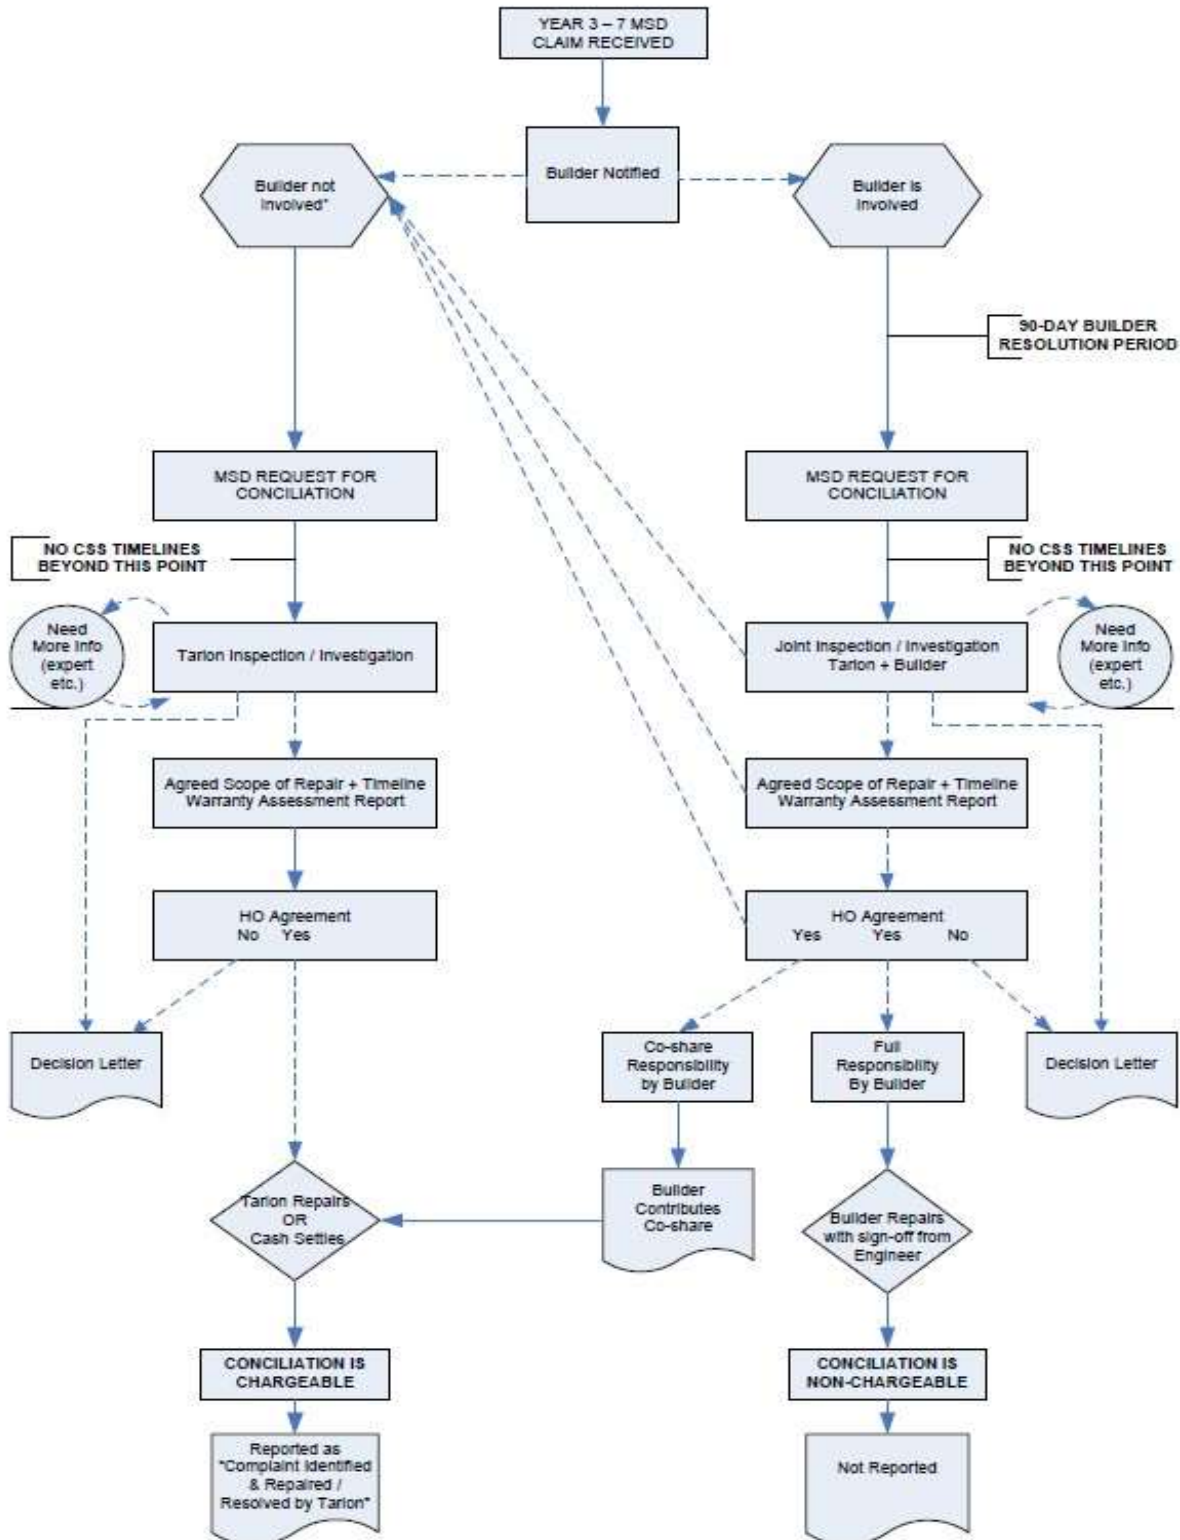 YEAR 3 – 7 MSD
CLAIM RECEIVED
Builder Notified
Builder not
Involved*
Builder is
Involved
90-DAY BUILDER
RESOLUTION PERIOD
MSD REQUEST FOR
CONCILIATION
MSD REQUEST FOR
CONCILIATION
NO CSS TIMELINES
BEYOND THIS POINT
NO CSS TIMELINES
BEYOND THIS POINT
Need
More Info
(expert
etc.)
Tarion Inspection / Investigation
Joint Inspection / Investigation
Tarion + Builder
Need
More Info
(expert
etc.)
Agreed Scope of Repair + Timeline
Warranty Assessment Report
Agreed Scope of Repair + Timeline
Warranty Assessment Report
HO Agreement
No Yes
HO Agreement
Yes Yes No
Decision Letter
Co-share
Responsibility
by Builder
Full
Responsibility
By Builder
Decision Letter
Tarion Repairs
OR
Cash Settles
Builder
Contributes
Co-share
Builder Repairs
with sign-off from
Engineer
CONCILIATION IS
CHARGEABLE
CONCILIATION IS
NON-CHARGEABLE
Reported as
"Complaint Identified
& Repaired /
Resolved by Tarion"
Not Reported